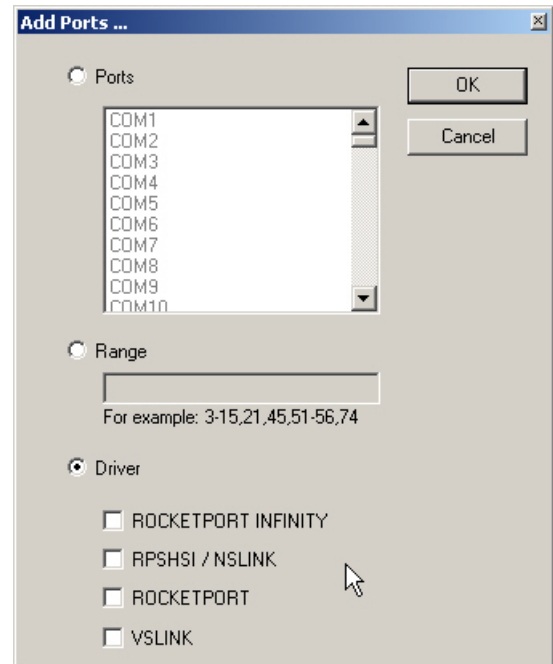 Add Ports ...
Ports
OK
COM1
COM2
Cancel
COM3
COM4
COM5
COM6
COM7
COM8
COM9
COM10
Range
For example: 3-15,21,45,51-56,74
Driver
ROCKETPORT INFINITY
RPSHSI / NSLINK
ROCKETPORT
VSLINK